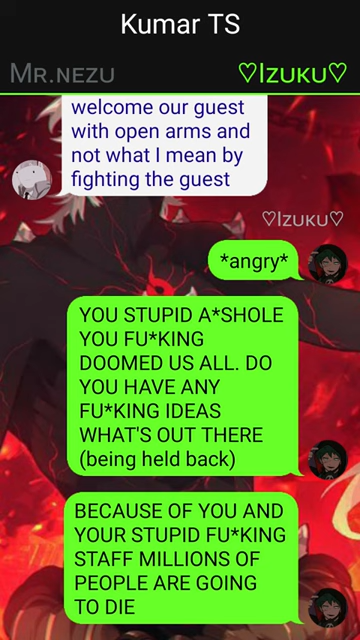 Kumar TS
Mr.nezu ♡Izuku♡
welcome our guest
with open arms and
not what I mean by
fighting the guest
♡Izuku♡
*angry*
YOU STUPID A*SHOLE
YOU FU*KING
DOOMED US ALL. DO
YOU HAVE ANY
FU*KING IDEAS
WHAT'S OUT THERE
(being held back)
BECAUSE OF YOU AND
YOUR STUPID FU*KING
STAFF MILLIONS OF
PEOPLE ARE GOING
TO DIE